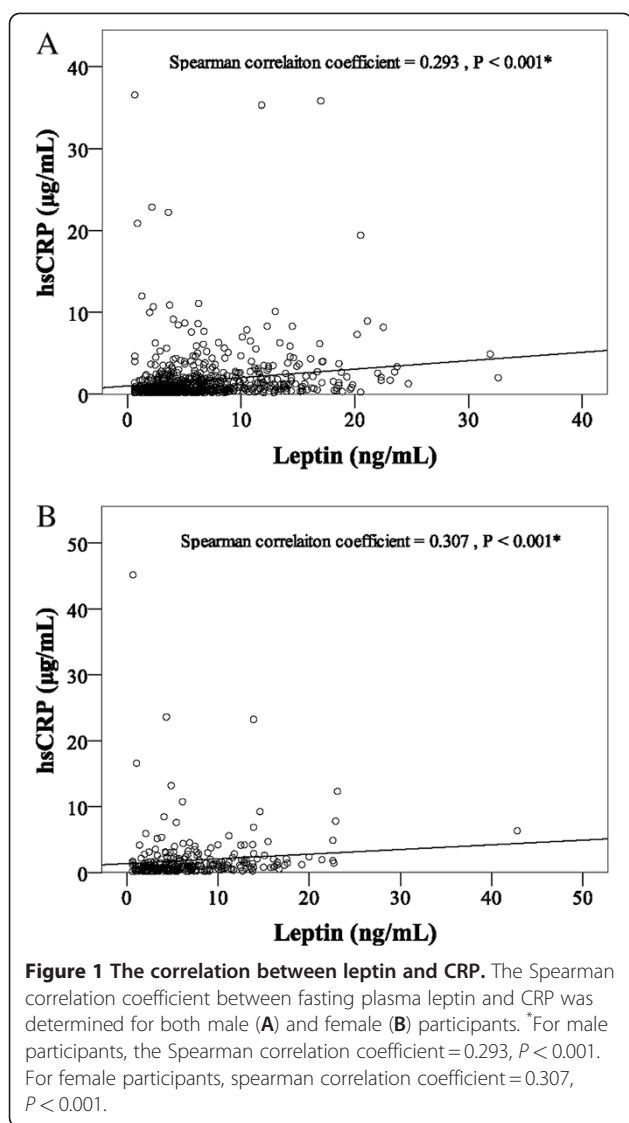 A
Spearman correlaiton coefficient = 0.293 , P < 0.001*
40
30
20
10
0
hsCRP (µg/mL)
0 10 20 30 40
Leptin (ng/mL)
B
Spearman correlaiton coefficient = 0.307 , P < 0.001*
50
40
30
20
10
0
hsCRP (µg/mL)
0 10 20 30 40 50
Leptin (ng/mL)
Figure 1 The correlation between leptin and CRP. The Spearman
correlation coefficient between fasting plasma leptin and CRP was
determined for both male (A) and female (B) participants. *For male
participants, the Spearman correlation coefficient = 0.293, P < 0.001.
For female participants, spearman correlation coefficient = 0.307,
P < 0.001.